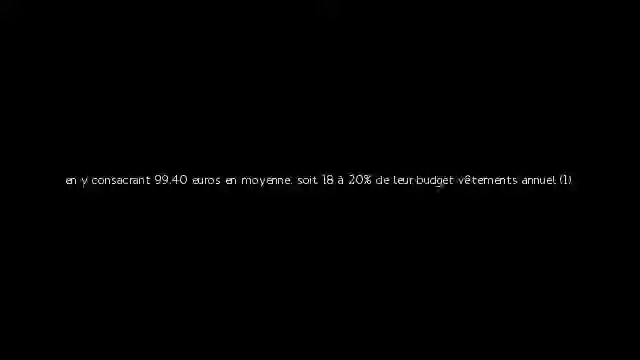 en y consacrant 99,40 euros en moyenne, soit 18 à 20% de leur budget vêtements annuel (1)